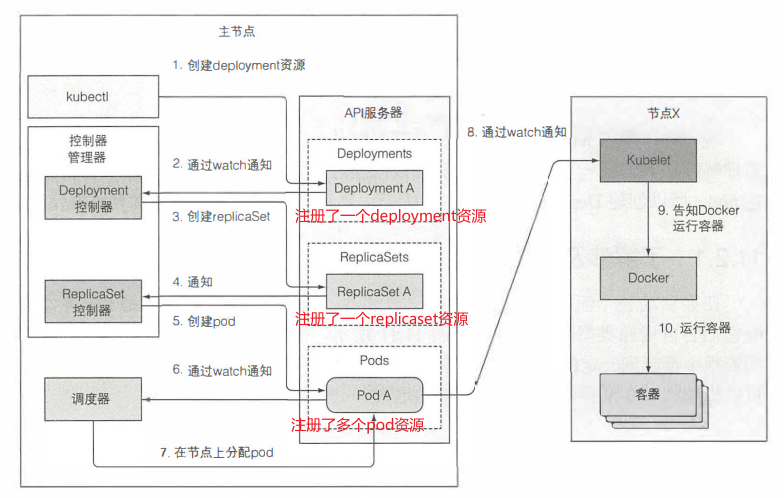 主节点
1. 创建deployment资源
kubectl
API服务器
控制器
管理器
Deployments
2. 通过watch通知
Deployment
控制器
Deployment A
3. 创建replicaSet
注册了一个deployment资源
ReplicaSets
4. 通知
ReplicaSet
控制器
ReplicaSet A
5. 创建pod
注册了一个replicaset资源
Pods
6. 通过watch通知
调度器
Pod A
注册了多个pod资源
7. 在节点上分配pod
8. 通过watch通知
节点X
Kubelet
9. 告知Docker
运行容器
Docker
10. 运行容器
容器